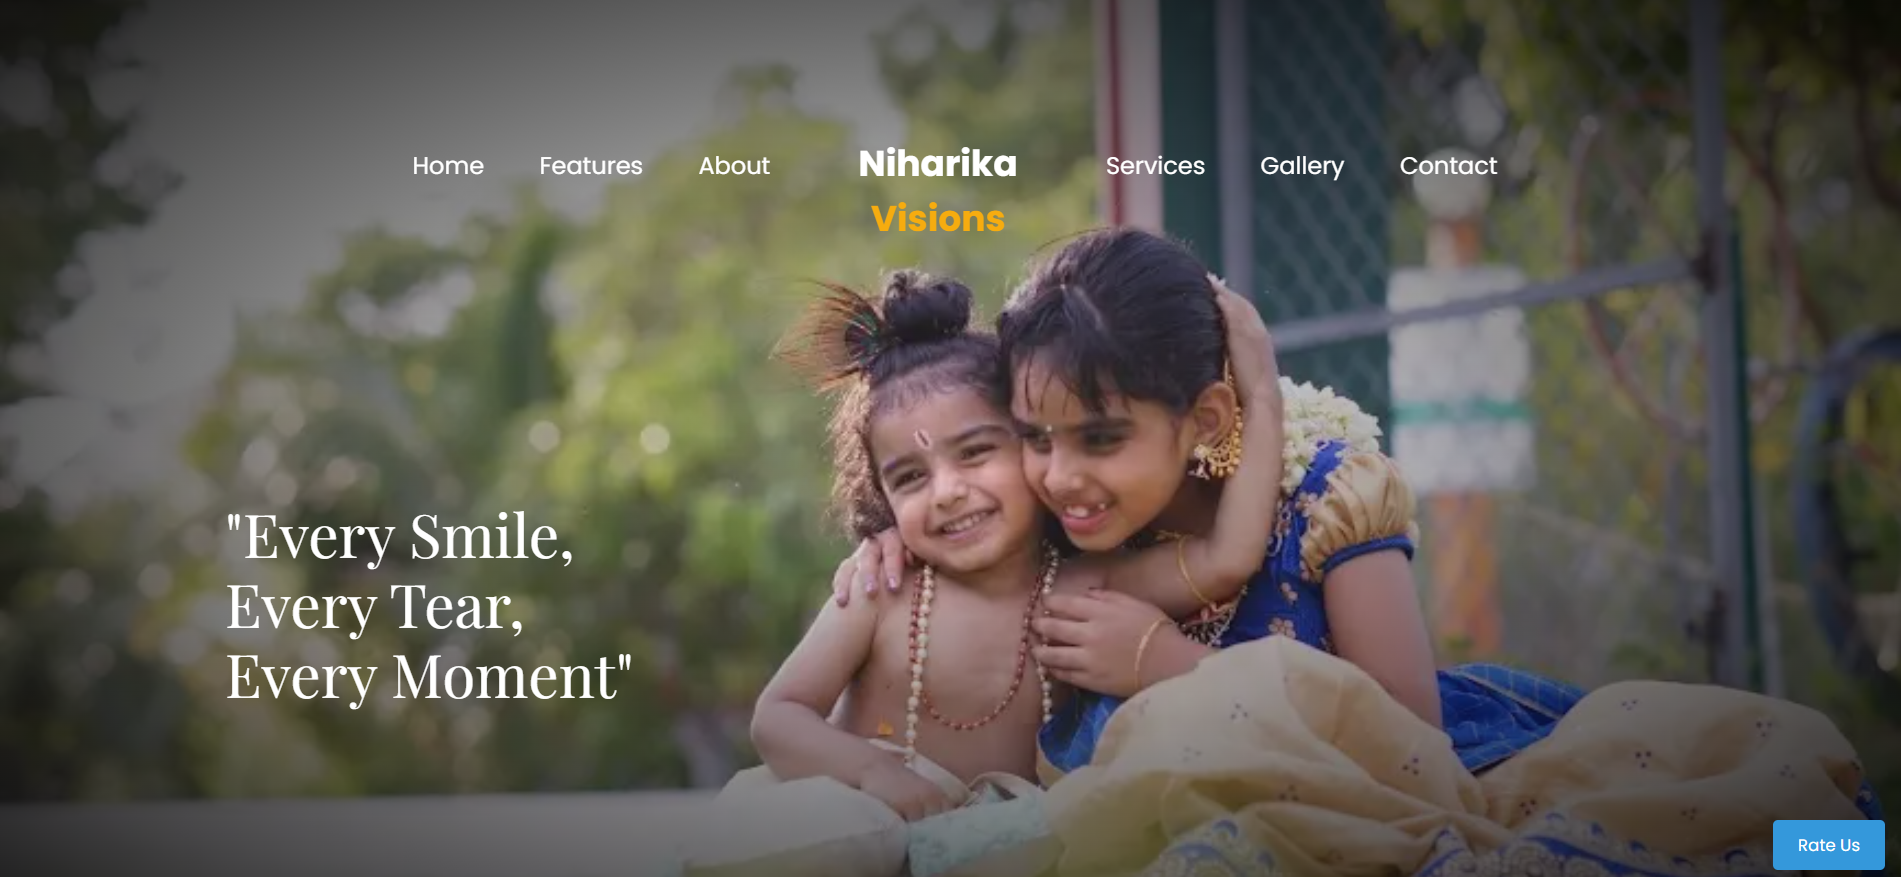 Home Features About Niharika Services Gallery Contact
Visions
"Every Smile,
Every Tear,
Every Moment"
Rate Us